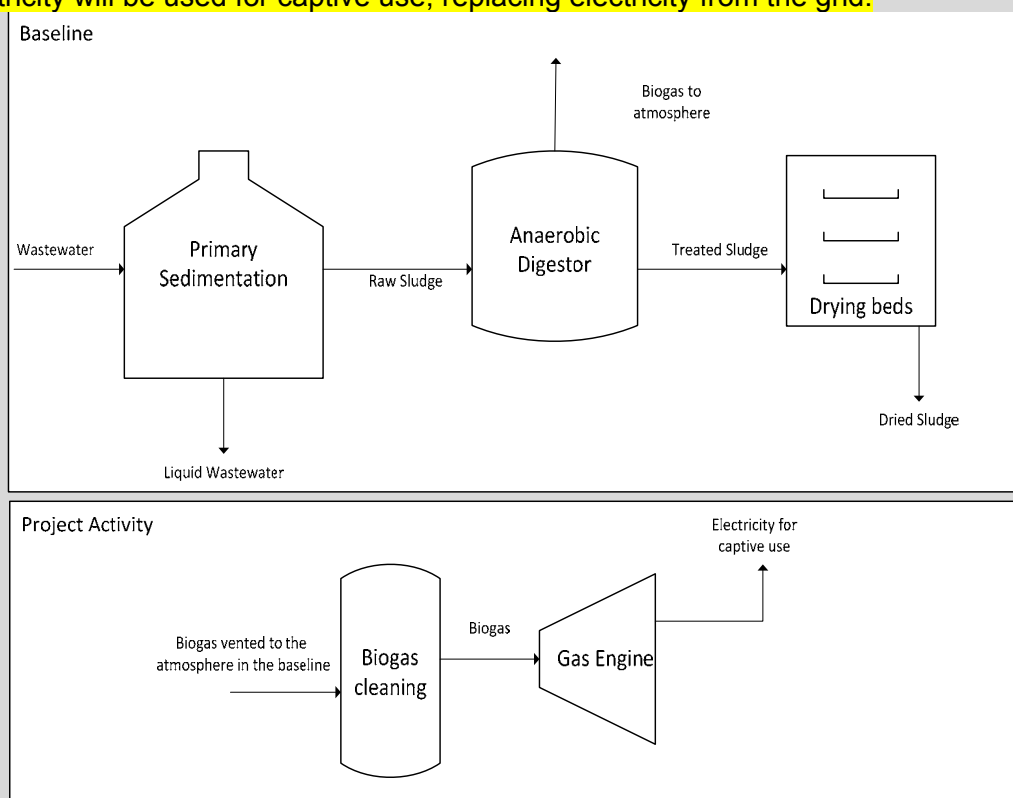 tricity will be used for captive use, replacing electricity from the grid.
Baseline
Biogas to
atmosphere
Wastewater
Primary
Sedimentation
Raw Sludge
Anaerobic
Digestor
Treated Sludge
Drying beds
Dried Sludge
Liquid Wastewater
Project Activity
Electricity for
captive use
Biogas vented to the
atmosphere in the baseline
Biogas
cleaning
Biogas
Gas Engine